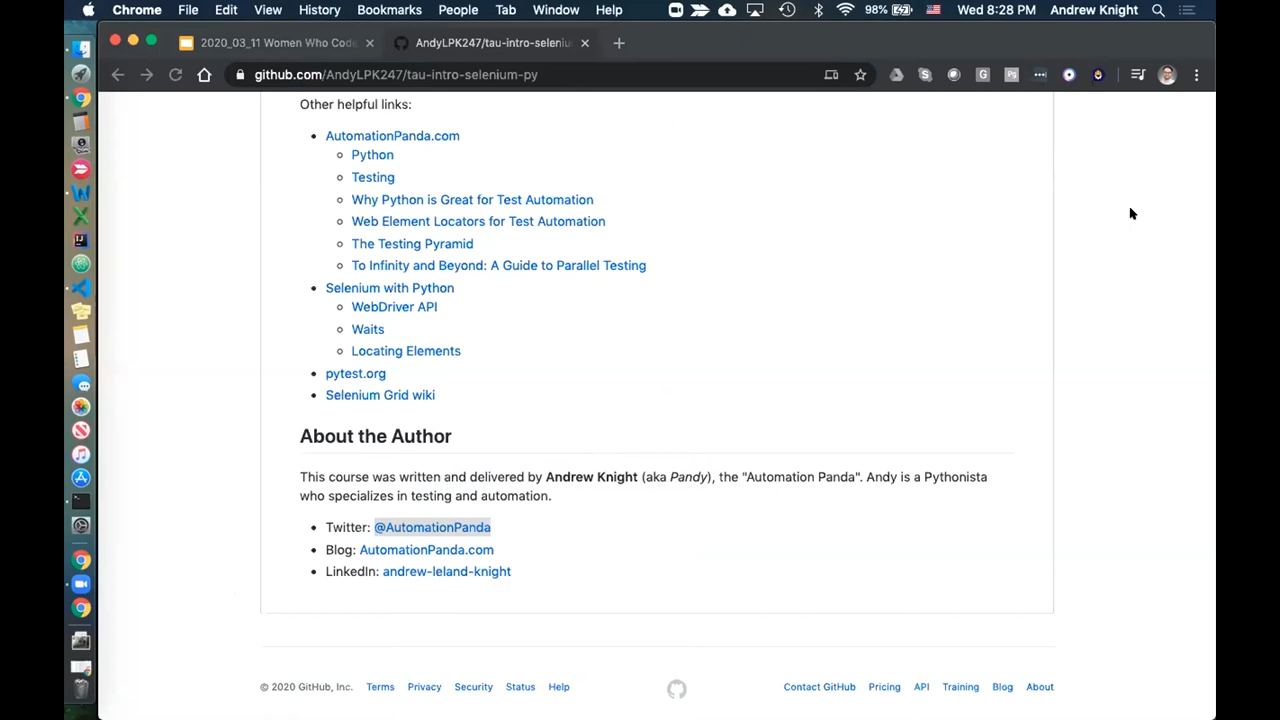 Chrome File Edit View History Bookmarks People Tab Window Help 98% Wed 8:28 PM Andrew Knight
2020_03_11 Women Who Code AndyLPK247/tau-intro-seleniu
github.com/AndyLPK247/tau-intro-selenium-py
Other helpful links:
AutomationPanda.com
Python
Testing
Why Python is Great for Test Automation
Web Element Locators for Test Automation
The Testing Pyramid
To Infinity and Beyond: A Guide to Parallel Testing
Selenium with Python
WebDriver API
Waits
Locating Elements
pytest.org
Selenium Grid wiki
About the Author
This course was written and delivered by Andrew Knight (aka Pandy), the "Automation Panda". Andy is a Pythonista
who specializes in testing and automation.
Twitter: @AutomationPanda
Blog: AutomationPanda.com
LinkedIn: andrew-leland-knight
© 2020 GitHub, Inc. Terms Privacy Security Status Help Contact GitHub Pricing API Training Blog About